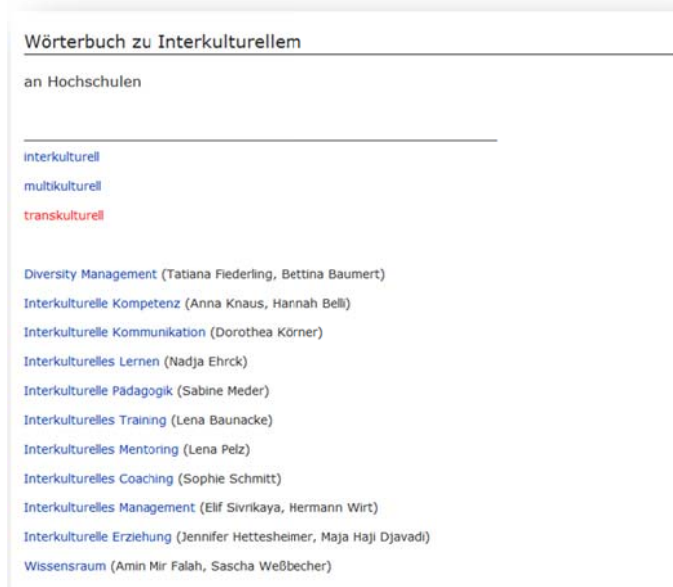 Wörterbuch zu Interkulturellem
an Hochschulen
interkulturell
multikulturell
transkulturell
Diversity Management (Tatiana Fiederling, Bettina Baumert)
Interkulturelle Kompetenz (Anna Knaus, Hannah Belli)
Interkulturelle Kommunikation (Dorothea Körner)
Interkulturelles Lernen (Nadja Ehrck)
Interkulturelle Pädagogik (Sabine Meder)
Interkulturelles Training (Lena Baunacke)
Interkulturelles Mentoring (Lena Pelz)
Interkulturelles Coaching (Sophie Schmitt)
Interkulturelles Management (Elif Sivrikaya, Hermann Wirt)
Interkulturelle Erziehung (Jennifer Hettesheimer, Maja Haji Djavadi)
Wissensraum (Amin Mir Falah, Sascha Weßbecher)